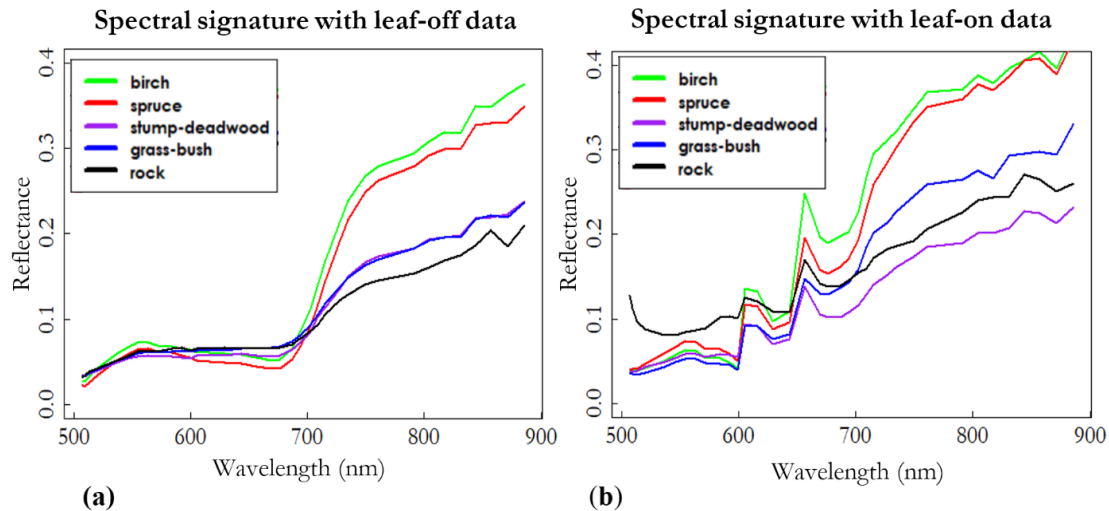 Spectral signature with leaf-off data
0.4
0.3
0.2
0.1
0.0
Reflectance
birch
spruce
stump-deadwood
grass-bush
rock
500 600 700 800 900
Wavelength (nm)
(a)
Spectral signature with leaf-on data
0.4
0.3
0.2
0.1
0.0
Reflectance
birch
spruce
stump-deadwood
grass-bush
rock
500 600 700 800 900
Wavelength (nm)
(b)